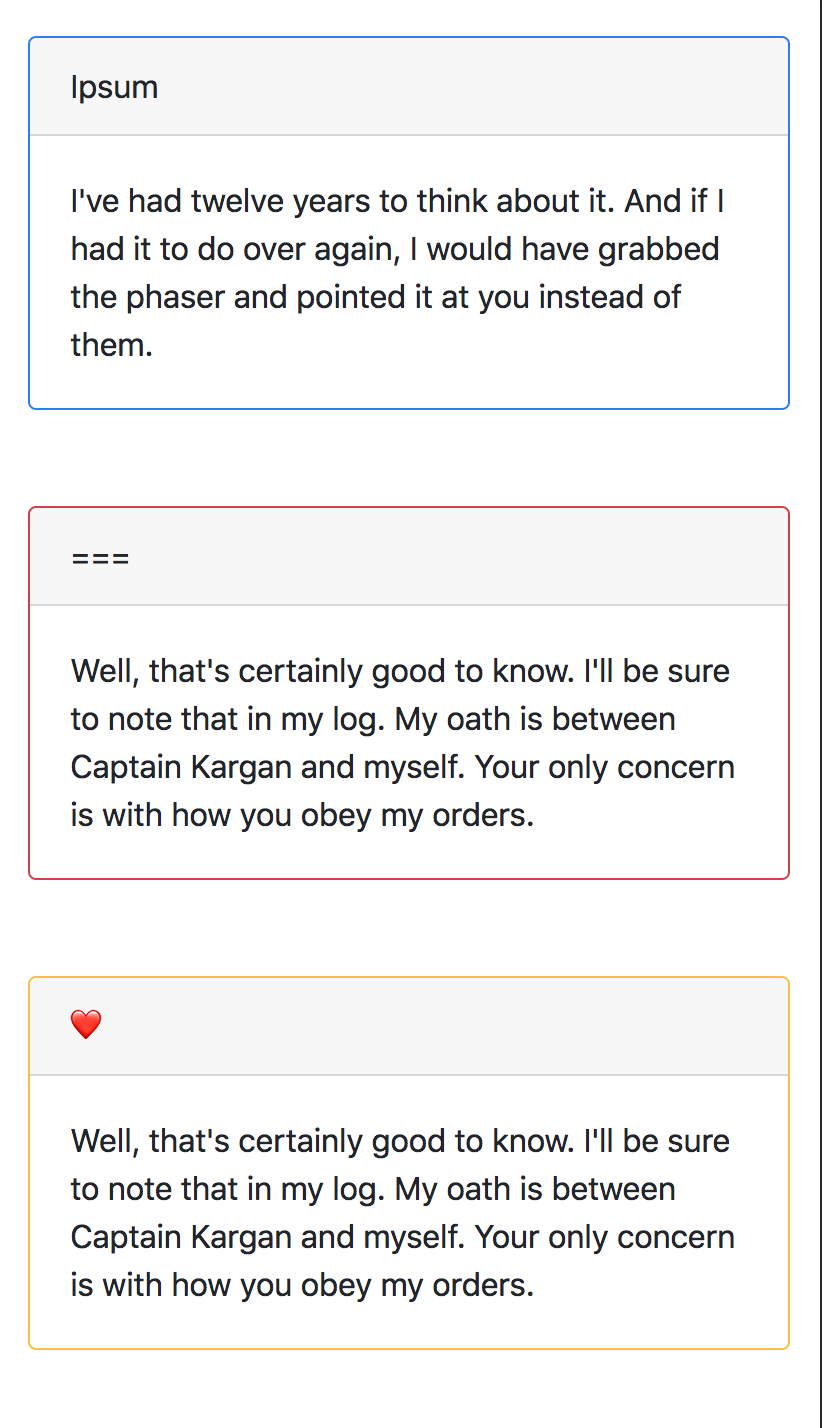 Ipsum
I've had twelve years to think about it. And if I
had it to do over again, I would have grabbed
the phaser and pointed it at you instead of
them.
===
Well, that's certainly good to know. I'll be sure
to note that in my log. My oath is between
Captain Kargan and myself. Your only concern
is with how you obey my orders.
❤️
Well, that's certainly good to know. I'll be sure
to note that in my log. My oath is between
Captain Kargan and myself. Your only concern
is with how you obey my orders.